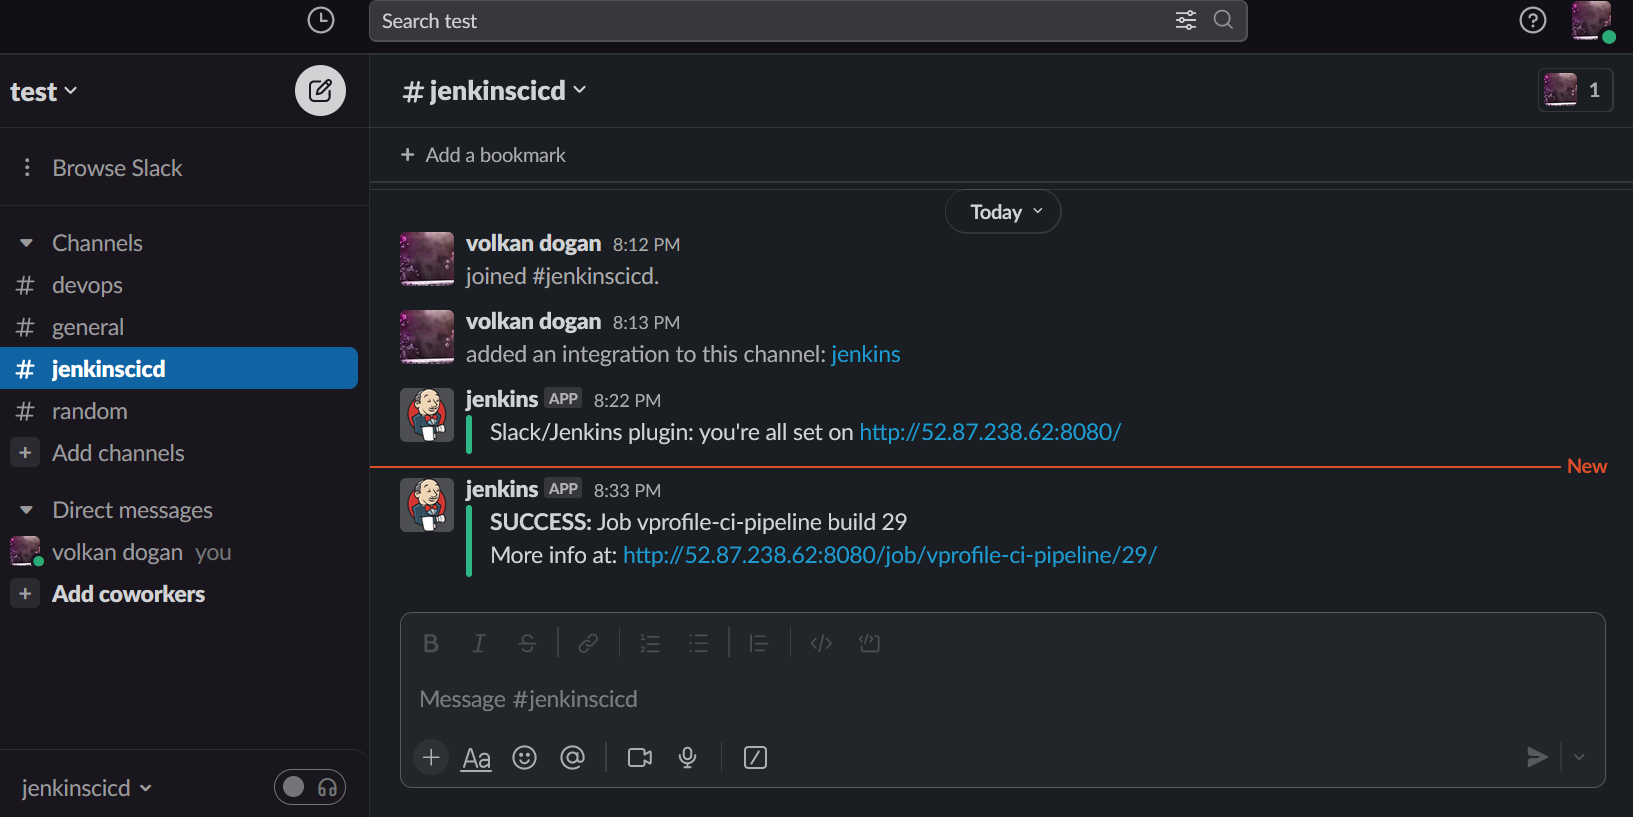 Search test
test
Browse Slack
Channels
# devops
# general
# jenkinscicd
# random
+ Add channels
Direct messages
volkan dogan you
+ Add coworkers
jenkinscicd
# jenkinscicd
1
+ Add a bookmark
Today
volkan dogan 8:12 PM
joined #jenkinscicd.
volkan dogan 8:13 PM
added an integration to this channel: jenkins
jenkins APP 8:22 PM
Slack/Jenkins plugin: you're all set on http://52.87.238.62:8080/
New
jenkins APP 8:33 PM
SUCCESS: Job vprofile-ci-pipeline build 29
More info at: http://52.87.238.62:8080/job/vprofile-ci-pipeline/29/
B I S
Message #jenkinscicd
+ Aa @